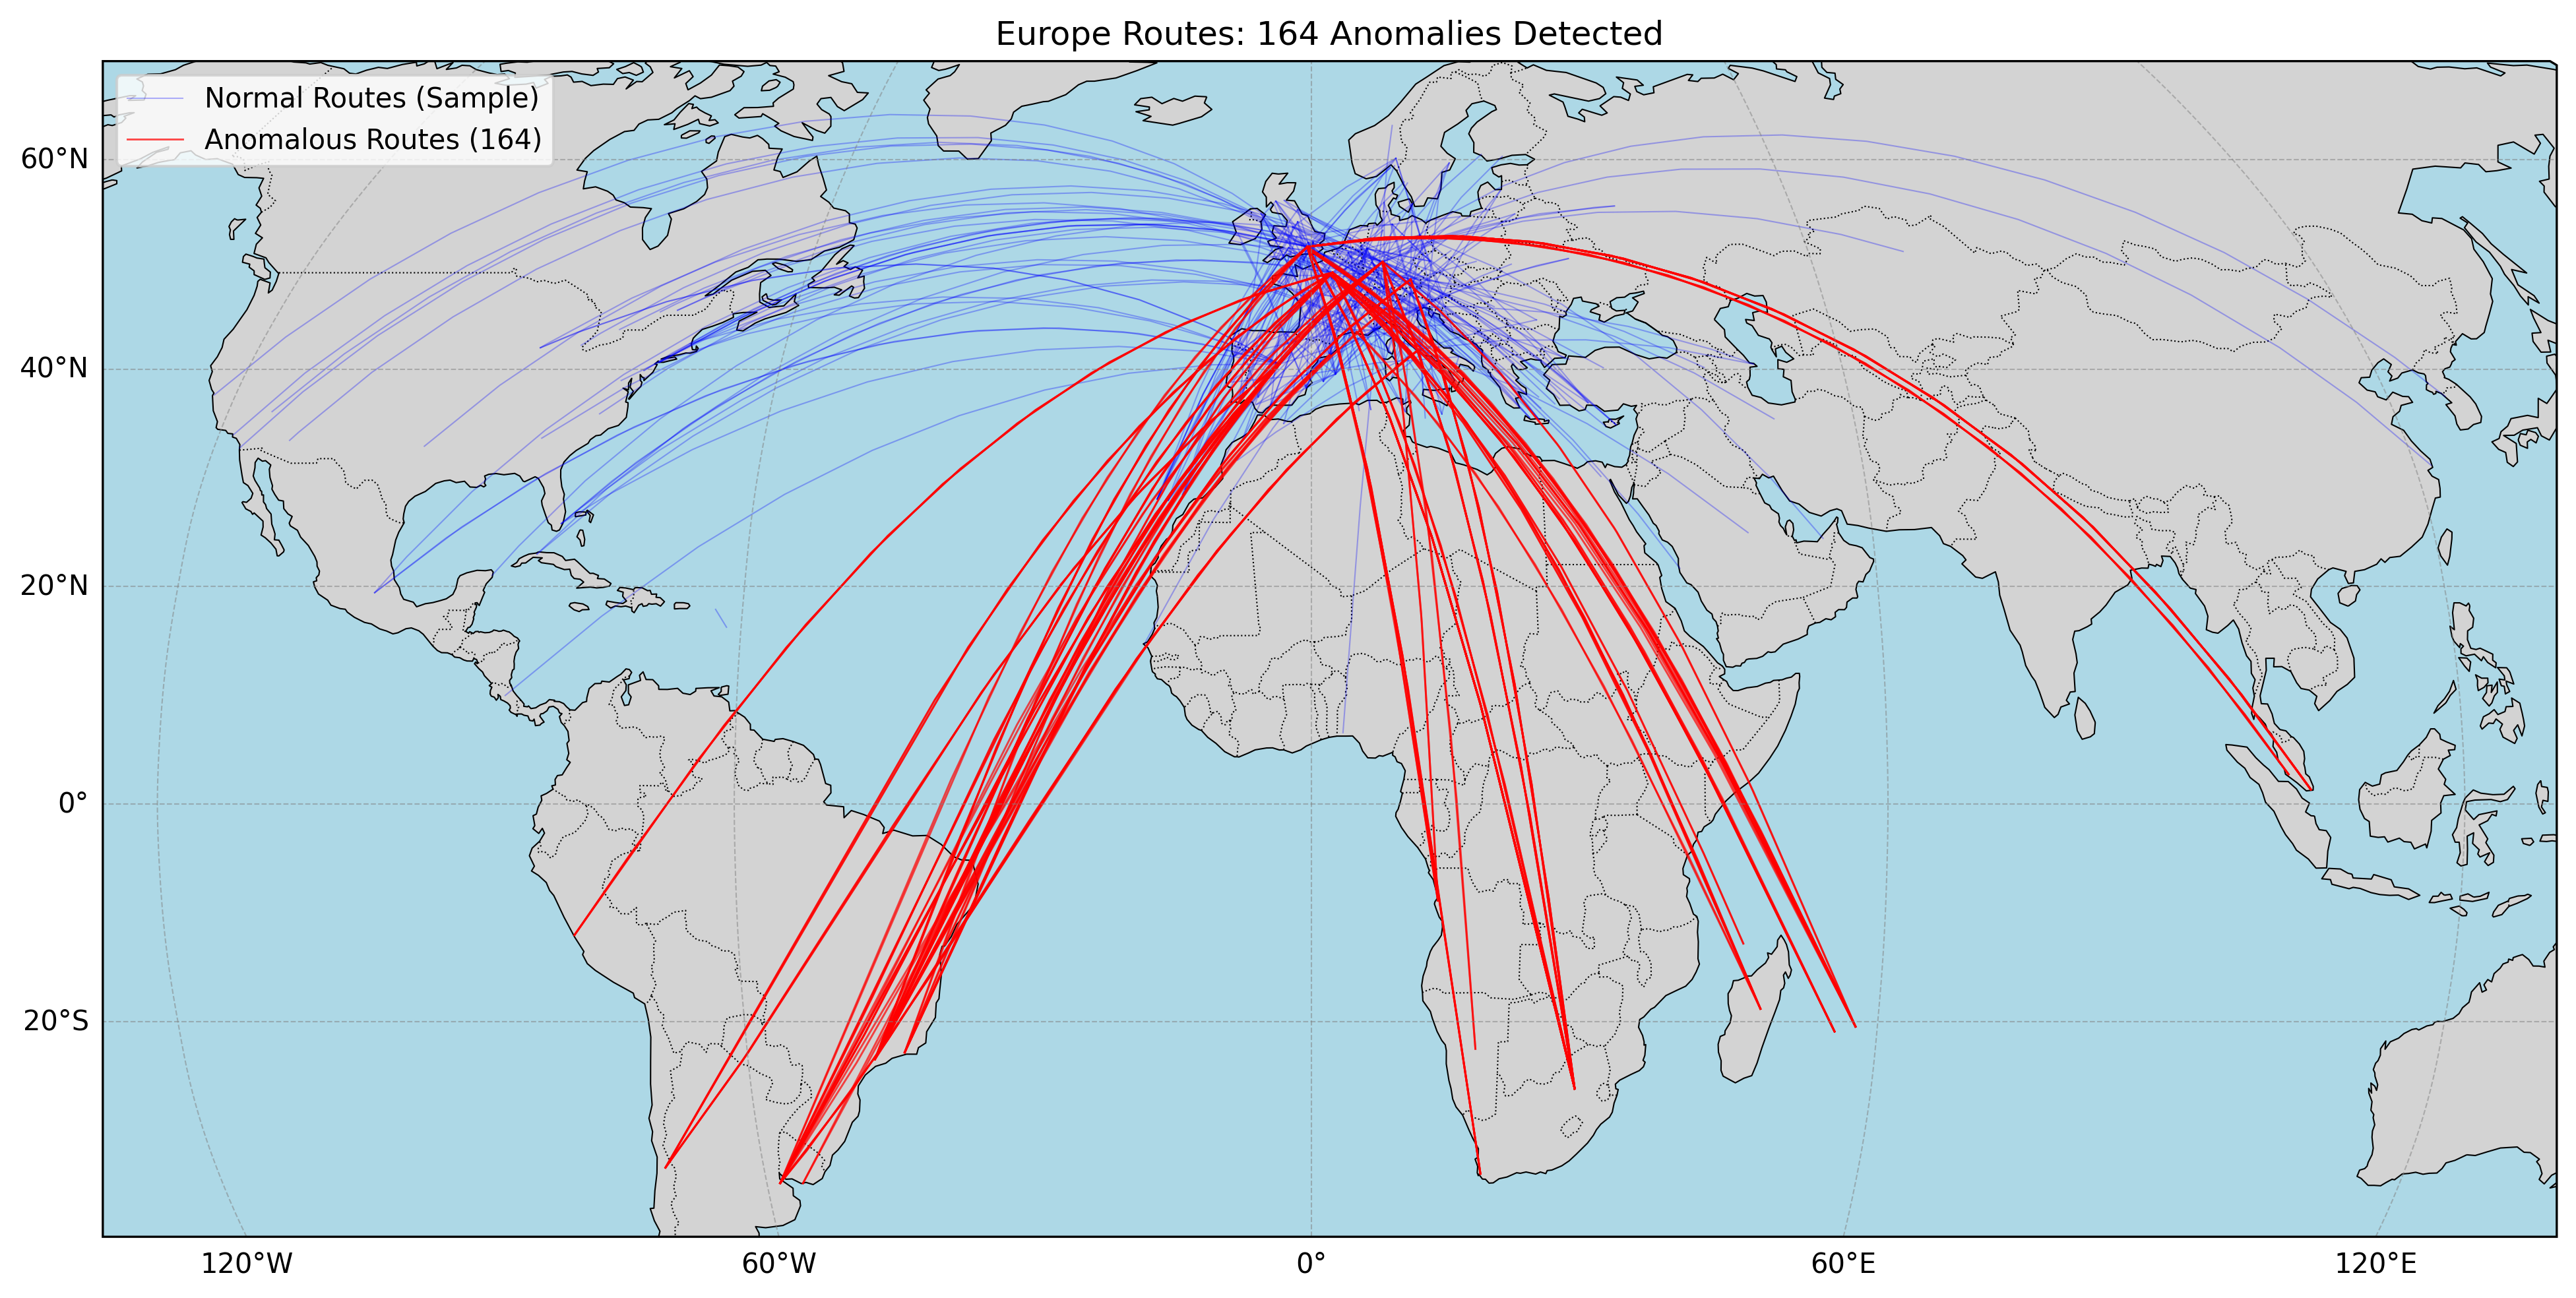 Europe Routes: 164 Anomalies Detected
Normal Routes (Sample)
Anomalous Routes (164)
60°N
40°N
20°N
0°
20°S
120°W
60°W
0°
60°E
120°E